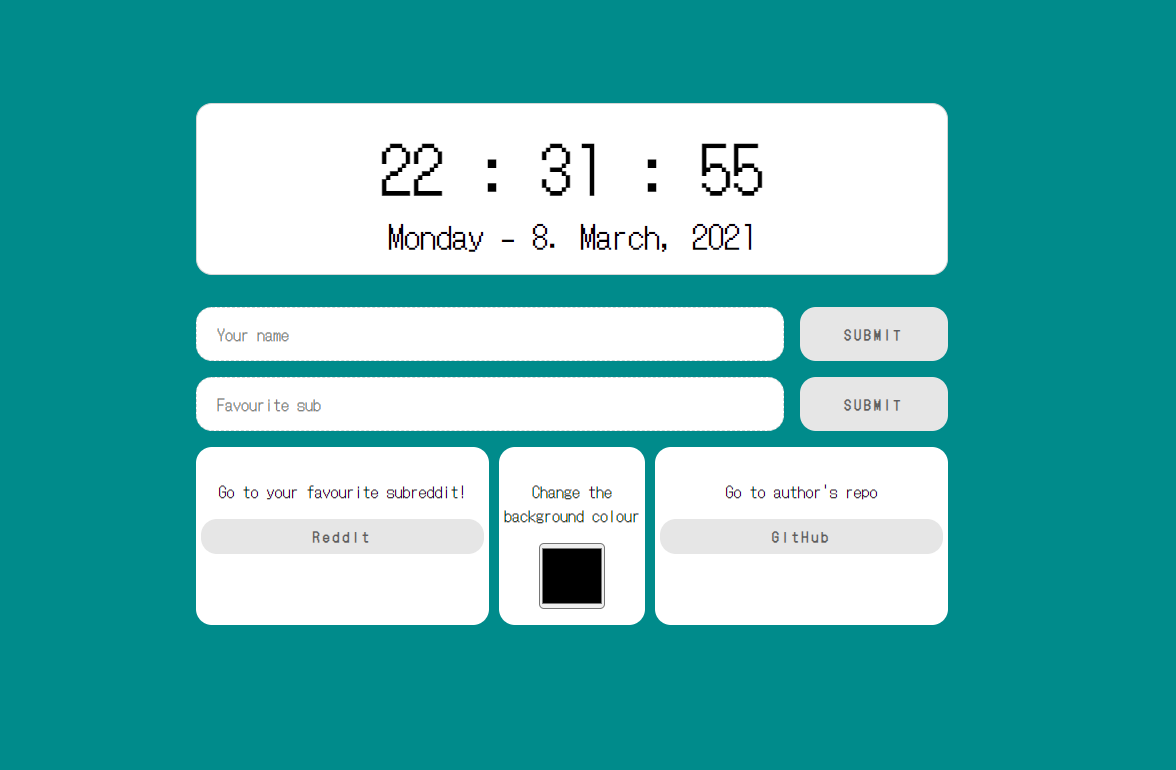 22 : 31 : 55
Monday - 8. March, 2021
Your name
SUBMIT
Favourite sub
SUBMIT
Go to your favourite subreddit!
Reddit
Change the
background colour
Go to author's repo
GitHub